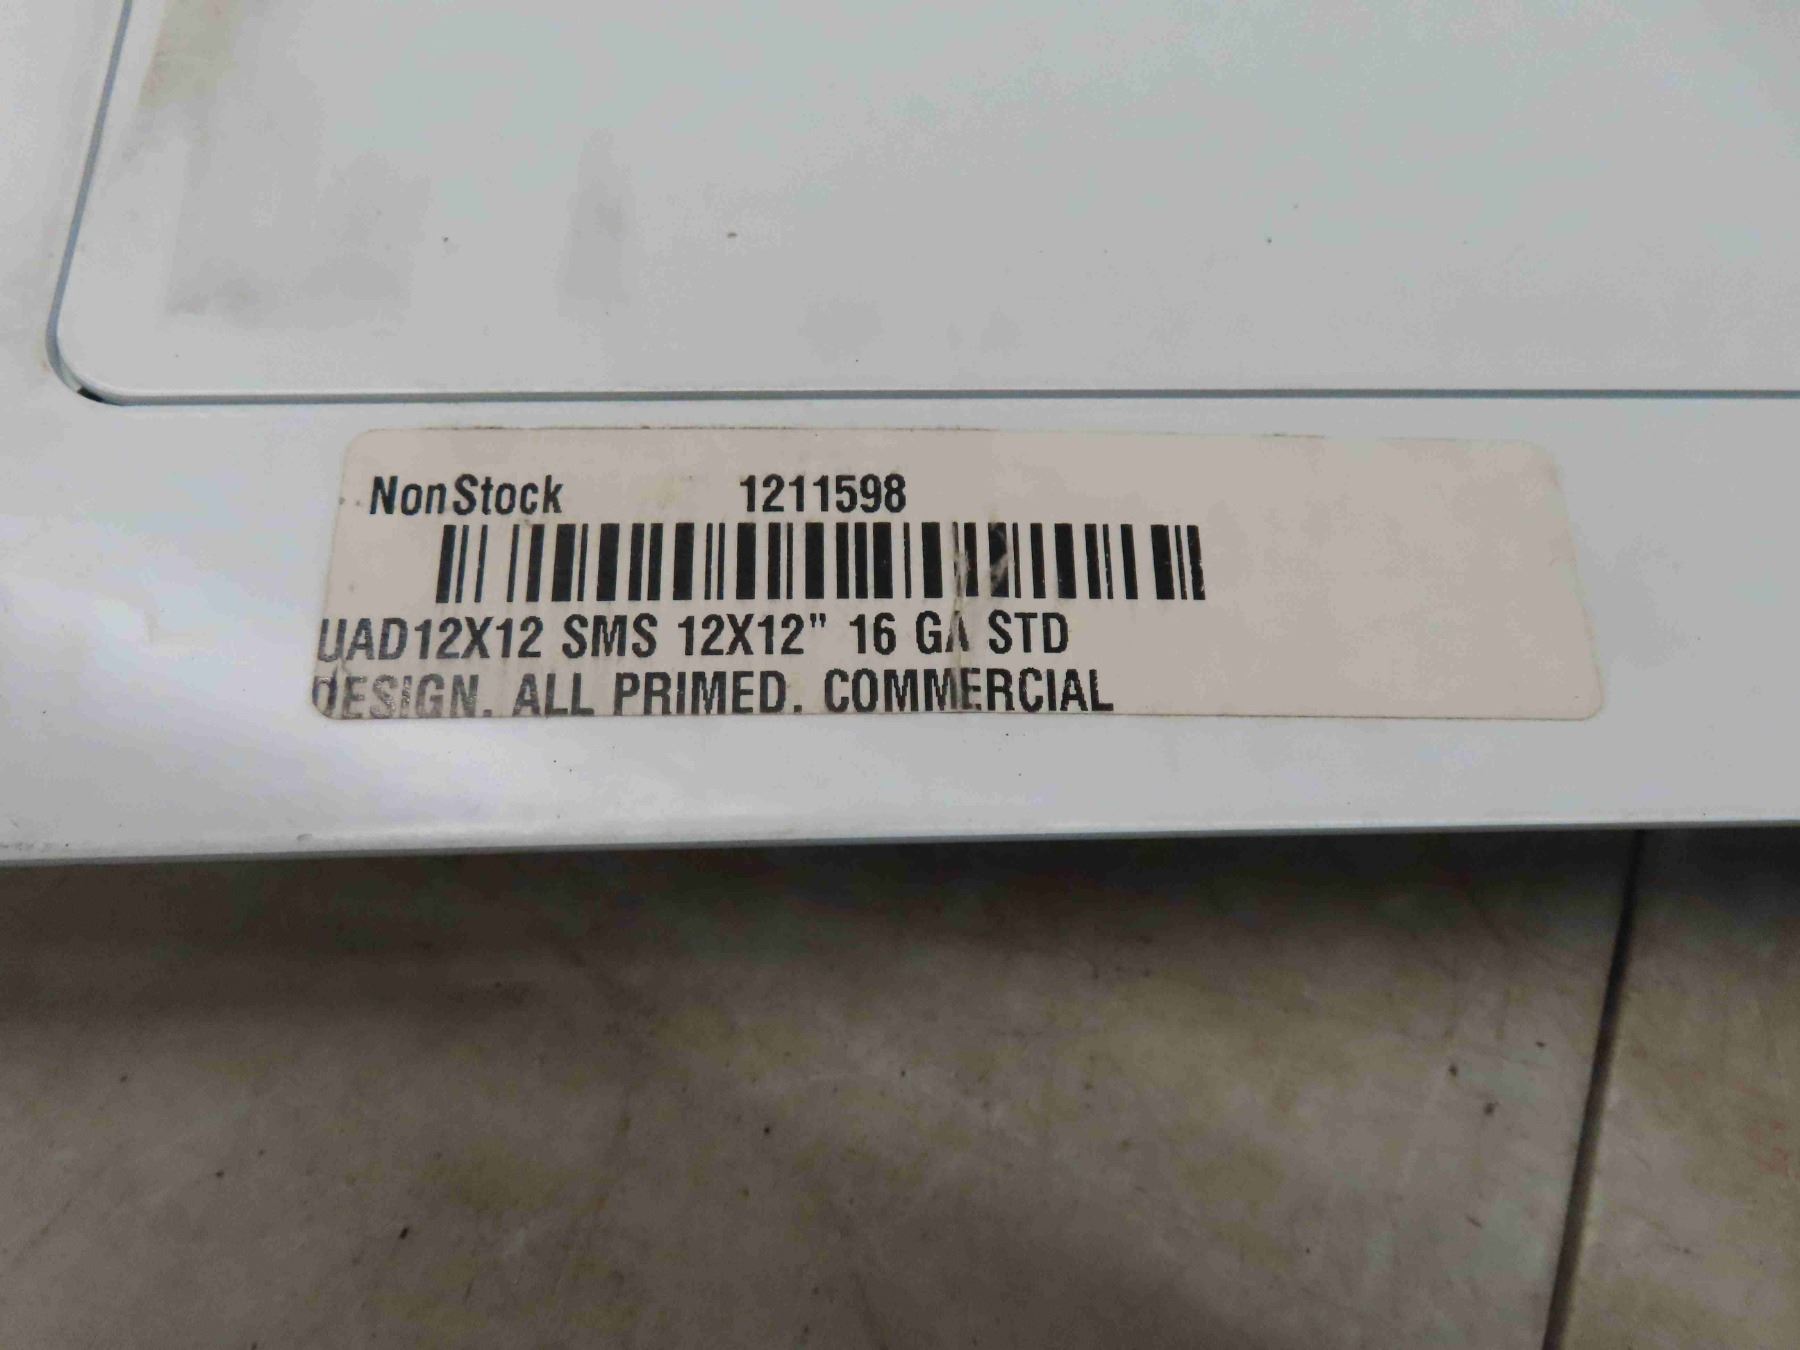 NonStock 1211598
UAD12X12 SMS 12X12" 16 GA STD
DESIGN. ALL PRIMED. COMMERCIAL